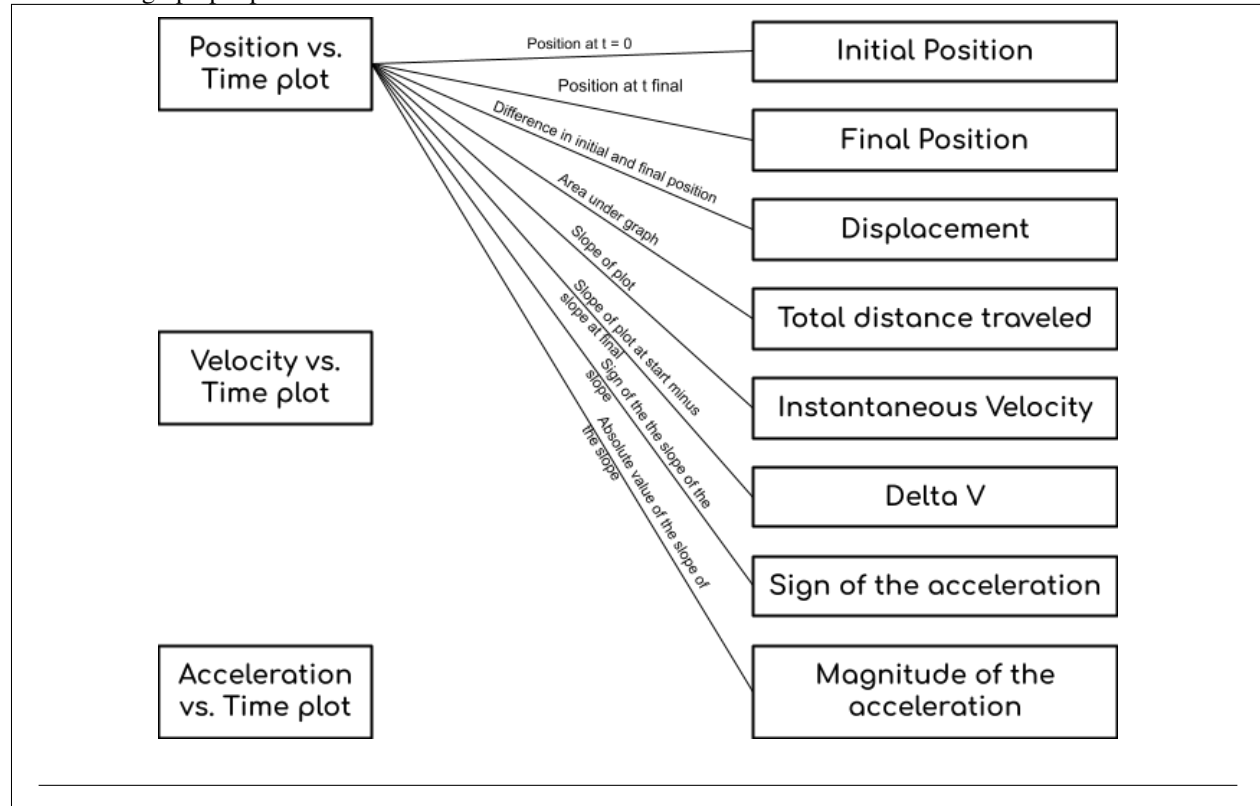 Position vs.
Time plot
Position at t = 0
Initial Position
Position at t final
Final Position
Difference in initial and final position
Displacement
Area under graph
Total distance traveled
Slope of plot
Instantaneous Velocity
Slope of plot at start minus
slope at final
Delta V
Sign of the the slope of the
slope
Sign of the acceleration
Absolute value of the slope of
the slope
Magnitude of the
acceleration
Velocity vs.
Time plot
Acceleration
vs. Time plot